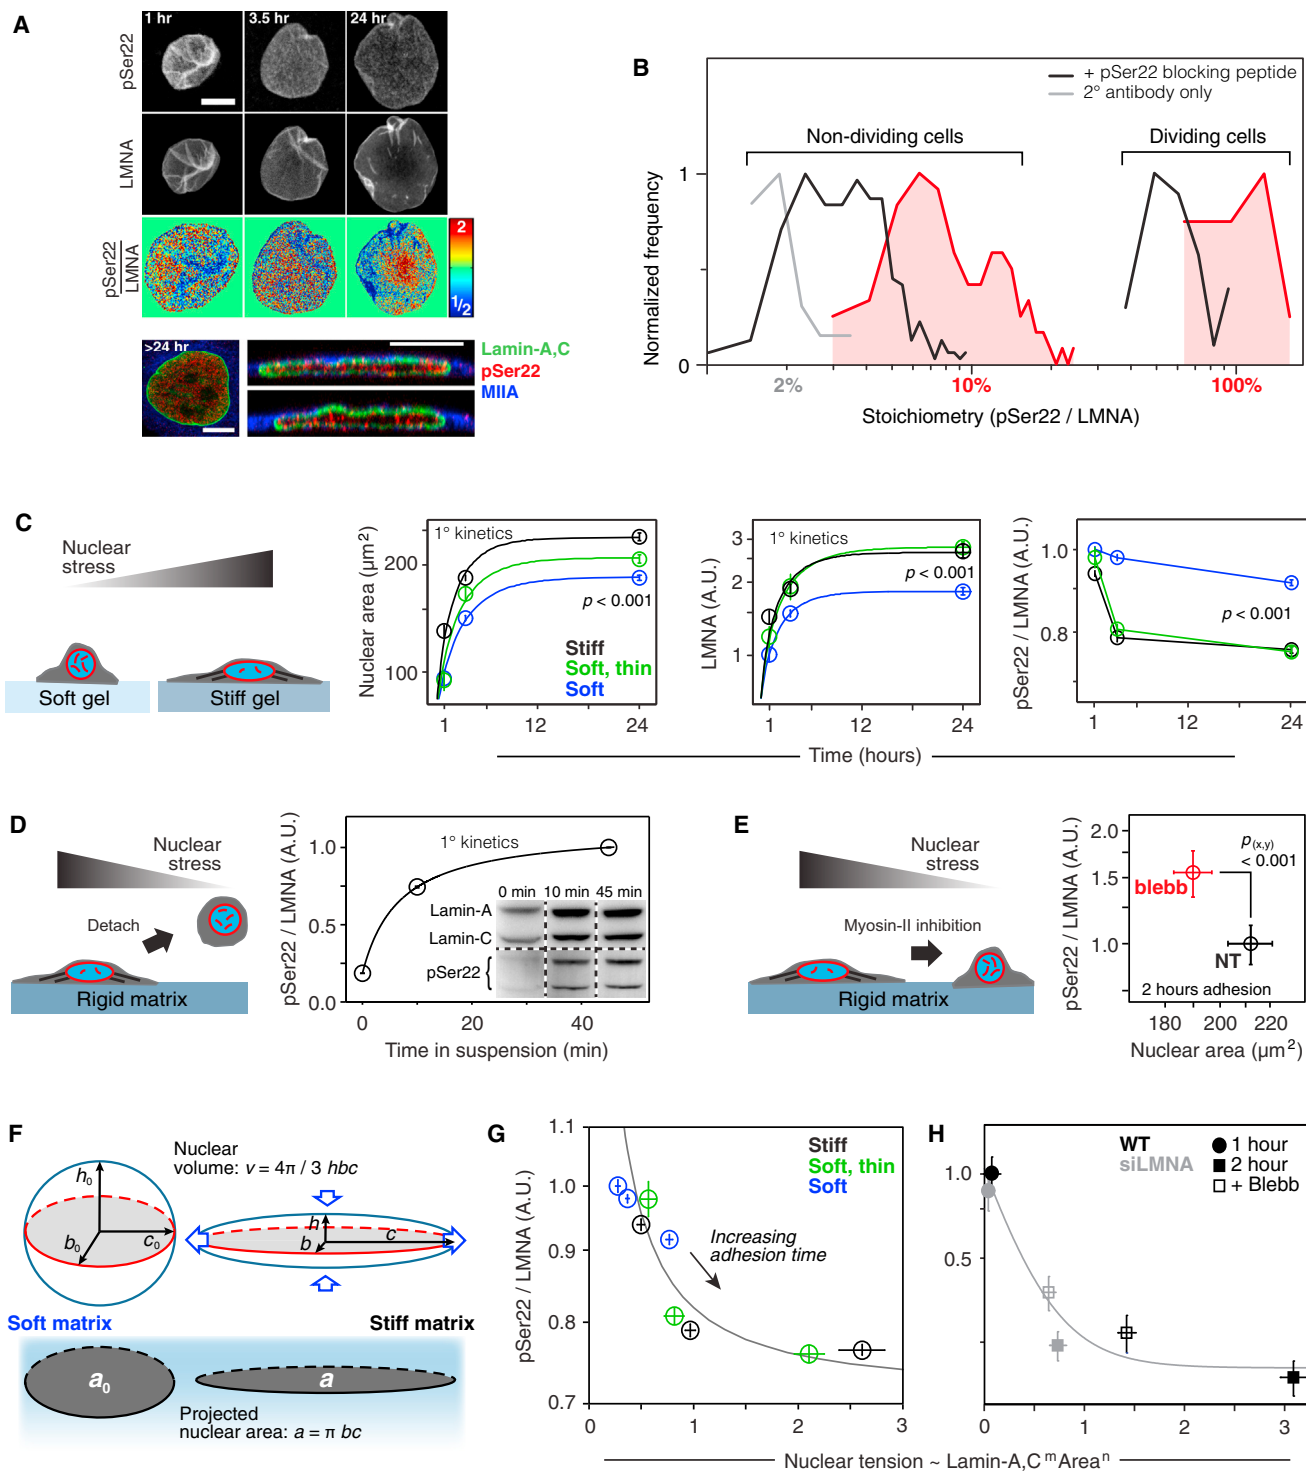 A
1 hr
3.5 hr
24 hr
pSer22
LMNA
pSer22
LMNA
2
1/2
>24 hr
Lamin-A,C
pSer22
MIIA
B
+ pSer22 blocking peptide
2° antibody only
Non-dividing cells
Dividing cells
Normalized frequency
1
0
2%
10%
100%
Stoichiometry (pSer22 / LMNA)
C
Nuclear
stress
Soft gel
Stiff gel
Nuclear area (μm²)
200
100
1° kinetics
p < 0.001
Stiff
Soft, thin
Soft
1
12
24
LMNA (A.U.)
3
2
1
1° kinetics
p < 0.001
1
12
24
pSer22 / LMNA (A.U.)
1.0
0.8
p < 0.001
1
12
24
Time (hours)
D
Nuclear
stress
Detach
Rigid matrix
pSer22 / LMNA (A.U.)
1.0
0.5
0.0
1° kinetics
0 min
10 min
45 min
Lamin-A
Lamin-C
pSer22
0
20
40
Time in suspension (min)
E
Nuclear
stress
Myosin-II inhibition
Rigid matrix
pSer22 / LMNA (A.U.)
2.0
1.5
1.0
p(x,y)
< 0.001
blebb
NT
2 hours adhesion
180
200
220
Nuclear area (μm²)
F
Nuclear
volume: v = 4π / 3 hbc
h₀
b₀
c₀
h
b
c
Soft matrix
Stiff matrix
a₀
a
Projected
nuclear area: a = π bc
G
pSer22 / LMNA (A.U.)
1.1
1.0
0.9
0.8
0.7
Stiff
Soft, thin
Soft
Increasing
adhesion time
0
1
2
3
H
WT
siLMNA
1 hour
2 hour
+ Blebb
1.0
0.5
0
1
2
3
Nuclear tension ~ Lamin-A,CᵐAreaⁿ